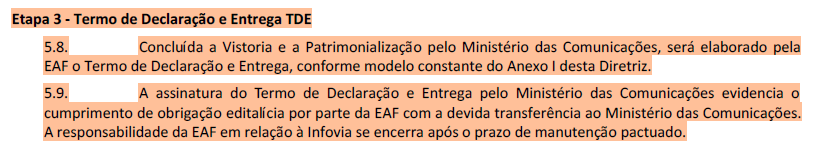 Etapa 3 - Termo de Declaração e Entrega TDE
5.8. Concluída a Vistoria e a Patrimonialização pelo Ministério das Comunicações, será elaborado pela
EAF o Termo de Declaração e Entrega, conforme modelo constante do Anexo I desta Diretriz.
5.9. A assinatura do Termo de Declaração e Entrega pelo Ministério das Comunicações evidencia o
cumprimento de obrigação editalícia por parte da EAF com a devida transferência ao Ministério das Comunicações.
A responsabilidade da EAF em relação à Infovia se encerra após o prazo de manutenção pactuado.